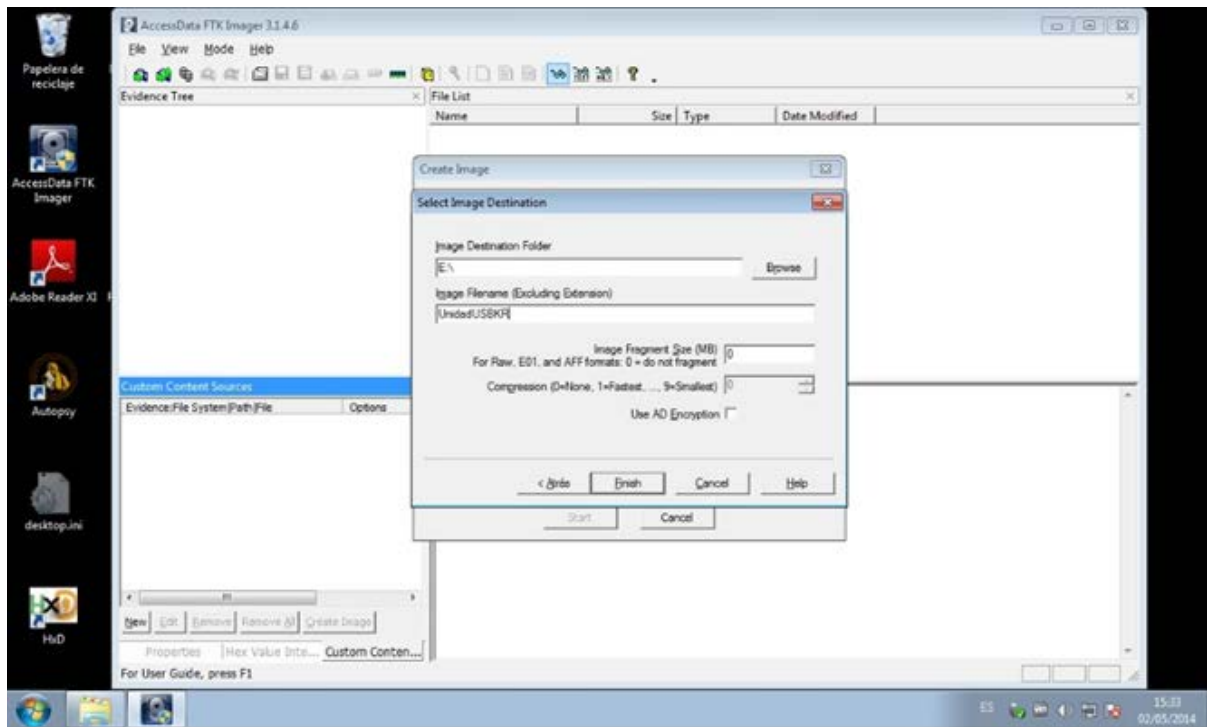 Papelera de
reciclaje
AccessData FTK
Imager
Adobe Reader XI
Autopsy
desktop.ini
HxD
AccessData FTK Imager 3.1.4.6
File View Mode Help
Evidence Tree
File List
Name Size Type Date Modified
Custom Content Sources
Evidence:File System|Path|File Options
New Edit Remove Remove All Create Image
Properties Hex Value Inte... Custom Conten...
For User Guide, press F1
Create Image
Select Image Destination
Image Destination Folder
E:\
Browse
Image Filename (Excluding Extension)
UnidadUSBKR
Image Fragment Size (MB)
For Raw, E01, and AFF formats: 0 = do not fragment
0
Compression (0=None, 1=Fastest, ..., 9=Smallest) 0
Use AD Encryption
< Atrás Finish Cancel Help
Start Cancel
ES
15:33
02/05/2014